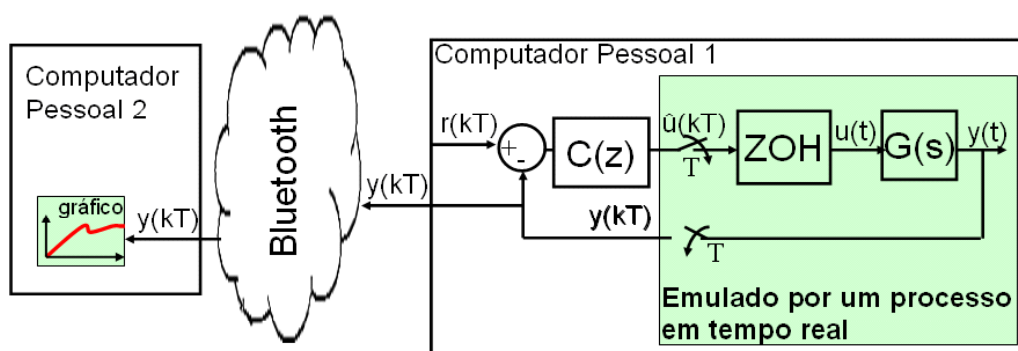 Computador
Pessoal 2
gráfico
y(kT)
Bluetooth
y(kT)
Computador Pessoal 1
r(kT)
+
-
C(z)
û(kT)
T
ZOH
u(t)
G(s)
y(t)
y(kT)
T
Emulado por um processo
em tempo real